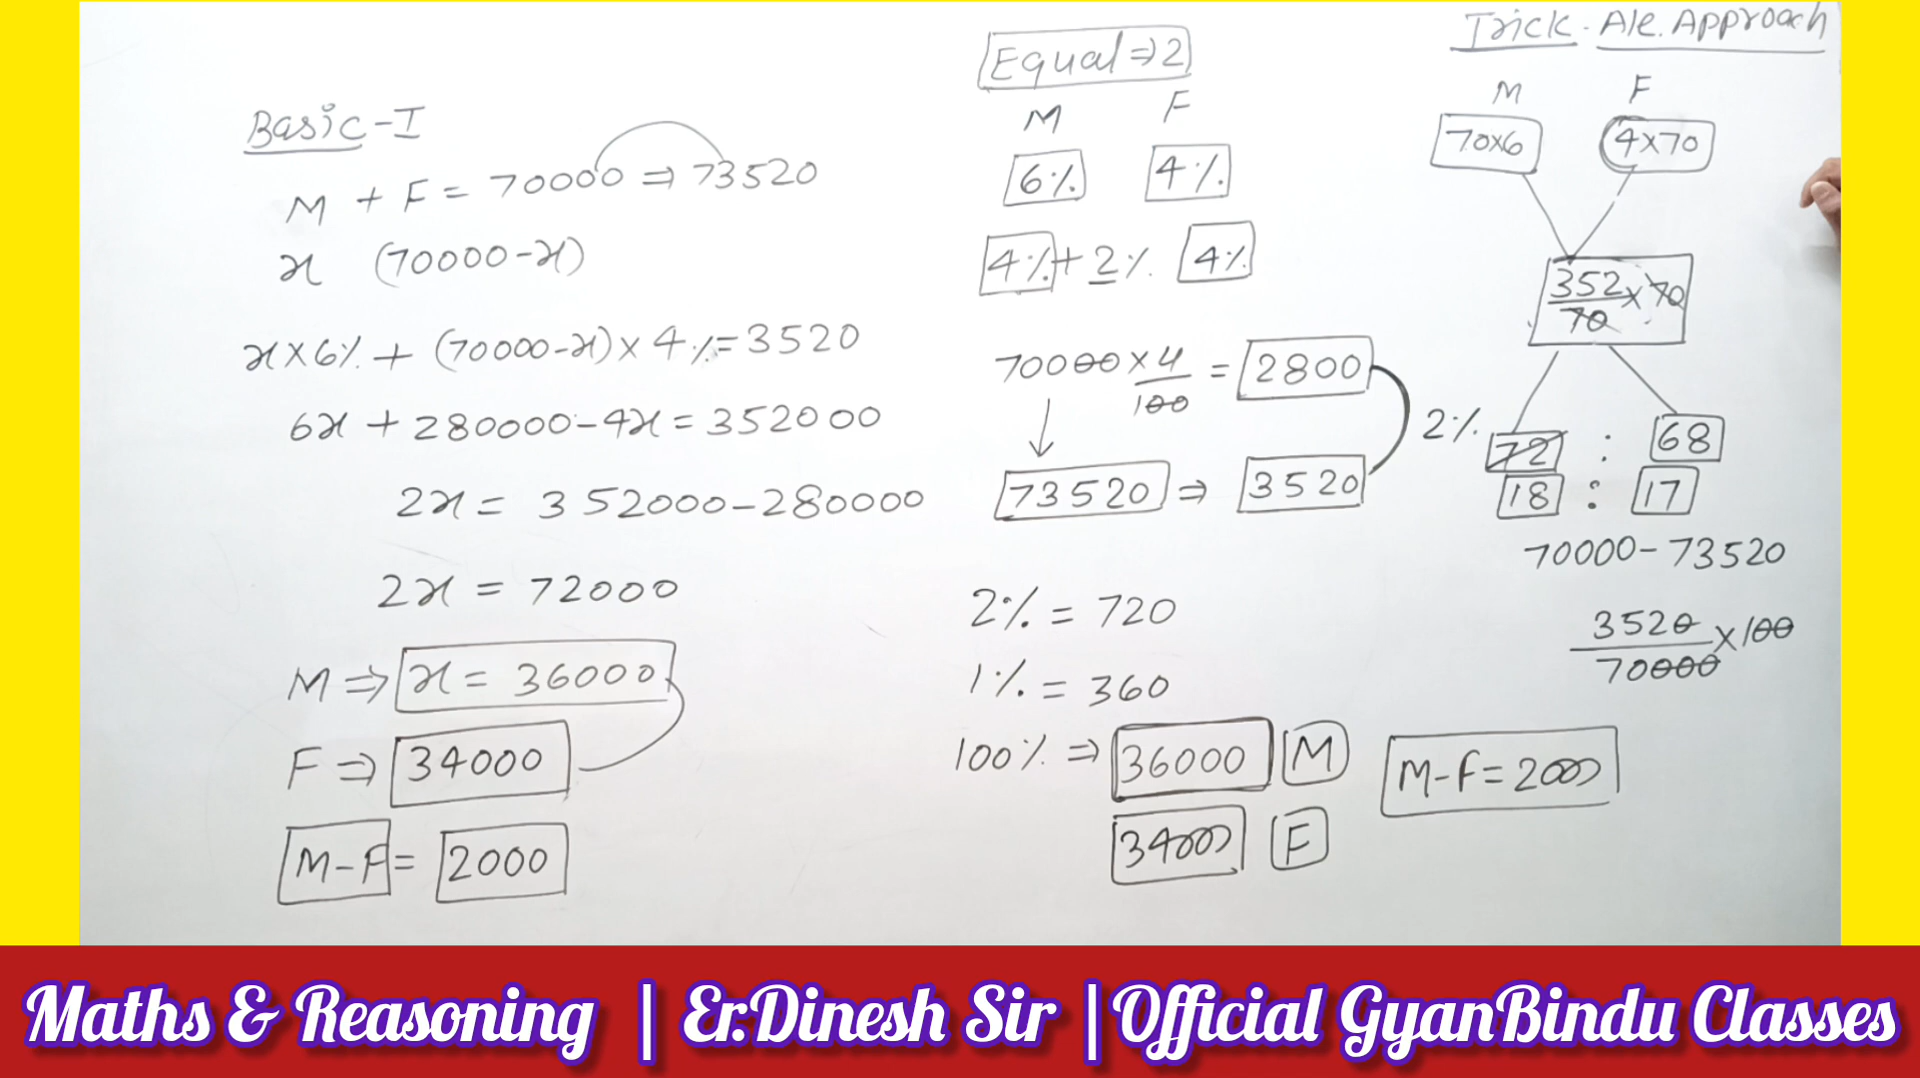 Basic-I
M + F = 70000 ⇒ 73520
x (70000-x)
x×6% + (70000-x)×4%=3520
6x + 280000-4x=352000
2x = 352000-280000
2x = 72000
M ⇒ x = 36000
F ⇒ 34000
M-F= 2000
Equal⇒2
M F
6% 4%
4%+2% 4%
70000×4/100 = 2800
2%
73520 ⇒ 3520
2% = 720
1% = 360
100% ⇒ 36000 M
34000 F
M-F=2000
Trick. Ale. Approach
M F
70×6 4×70
352/70×70
72 : 68
18 : 17
70000-73520
3520/70000×100
Maths & Reasoning | Er.Dinesh Sir | Official GyanBindu Classes